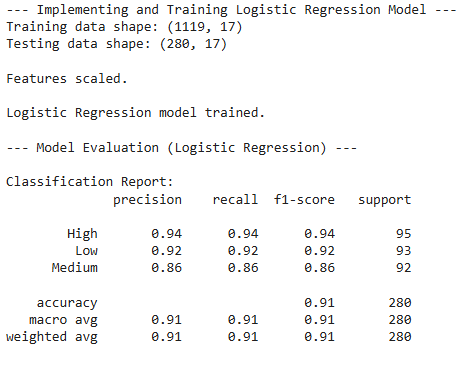 --- Implementing and Training Logistic Regression Model ---
Training data shape: (1119, 17)
Testing data shape: (280, 17)
Features scaled.
Logistic Regression model trained.
--- Model Evaluation (Logistic Regression) ---
Classification Report:
precision recall f1-score support
High 0.94 0.94 0.94 95
Low 0.92 0.92 0.92 93
Medium 0.86 0.86 0.86 92
accuracy 0.91 280
macro avg 0.91 0.91 0.91 280
weighted avg 0.91 0.91 0.91 280